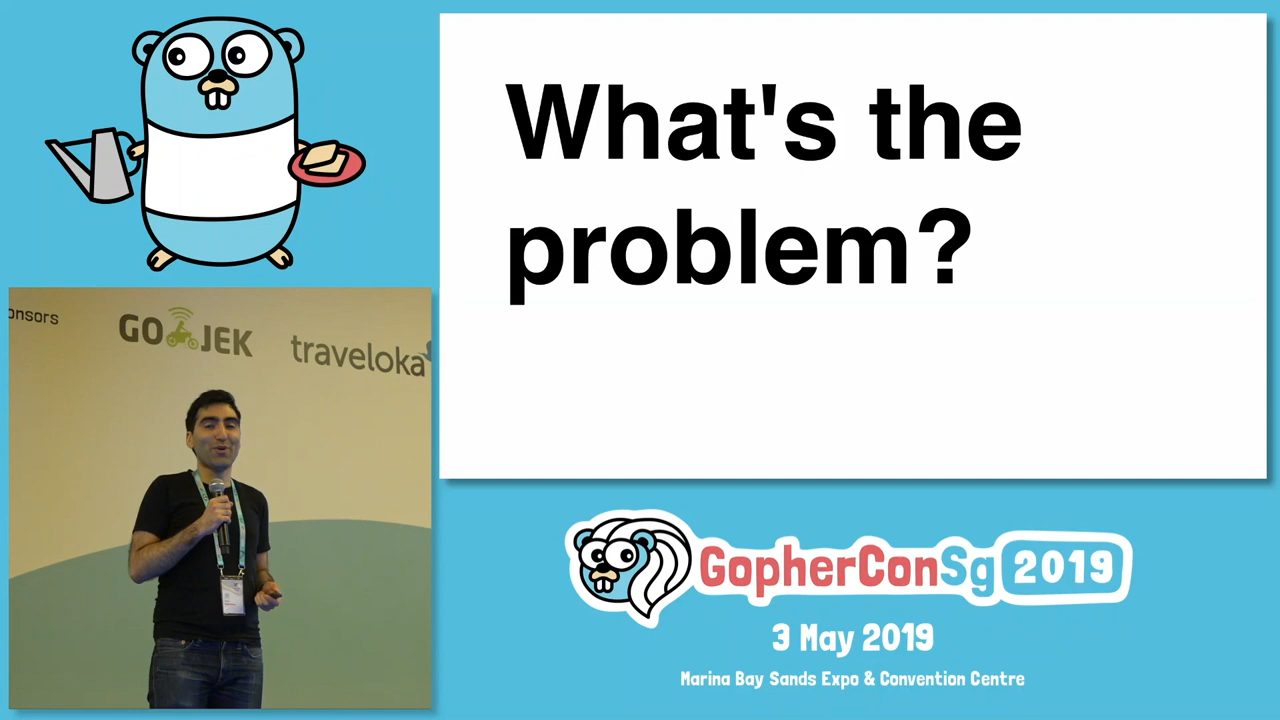 What's the
problem?
onsors
GO JEK
traveloka
GopherConSg 2019
3 May 2019
Marina Bay Sands Expo & Convention Centre